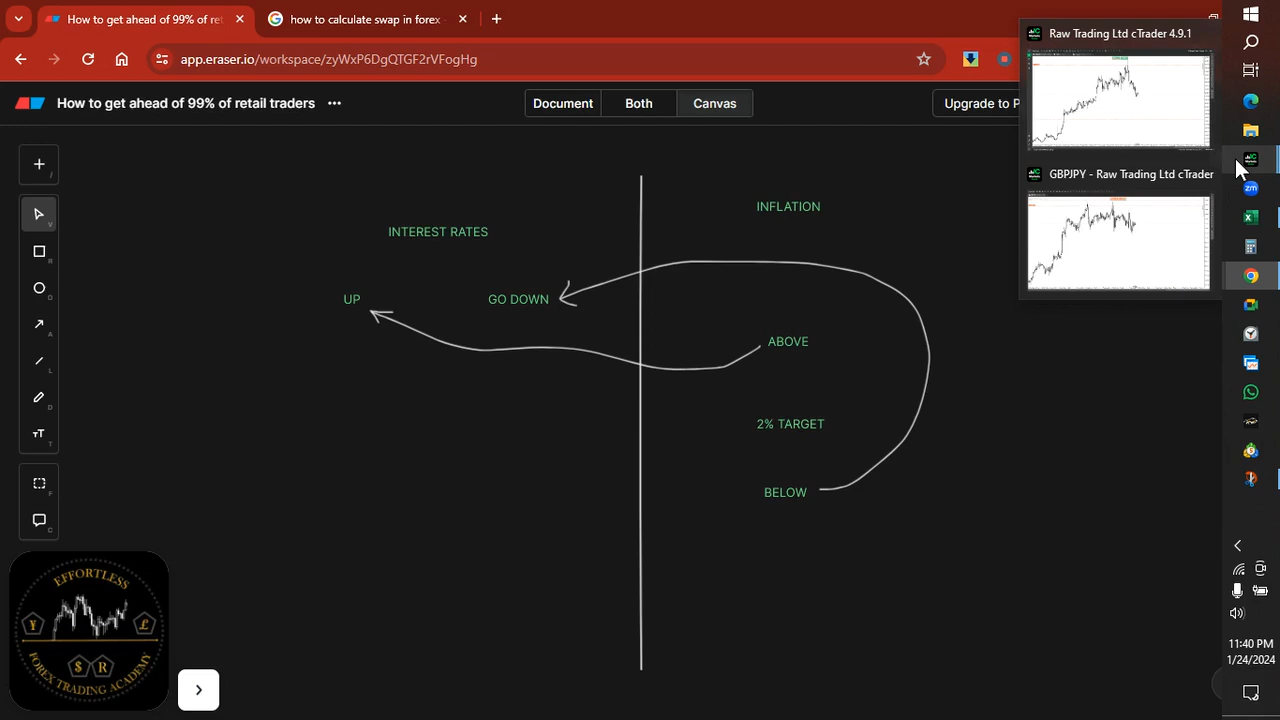 How to get ahead of 99% of ret
how to calculate swap in forex
app.eraser.io/workspace/zyWxP6DgQTGF2rVFogHg
How to get ahead of 99% of retail traders
Document
Both
Canvas
Upgrade to P
Raw Trading Ltd cTrader 4.9.1
GBPJPY - Raw Trading Ltd cTrader
INFLATION
INTEREST RATES
UP
GO DOWN
ABOVE
2% TARGET
BELOW
EFFORTLESS
FOREX TRADING ACADEMY
¥
£
$
R
zm
11:40 PM
1/24/2024